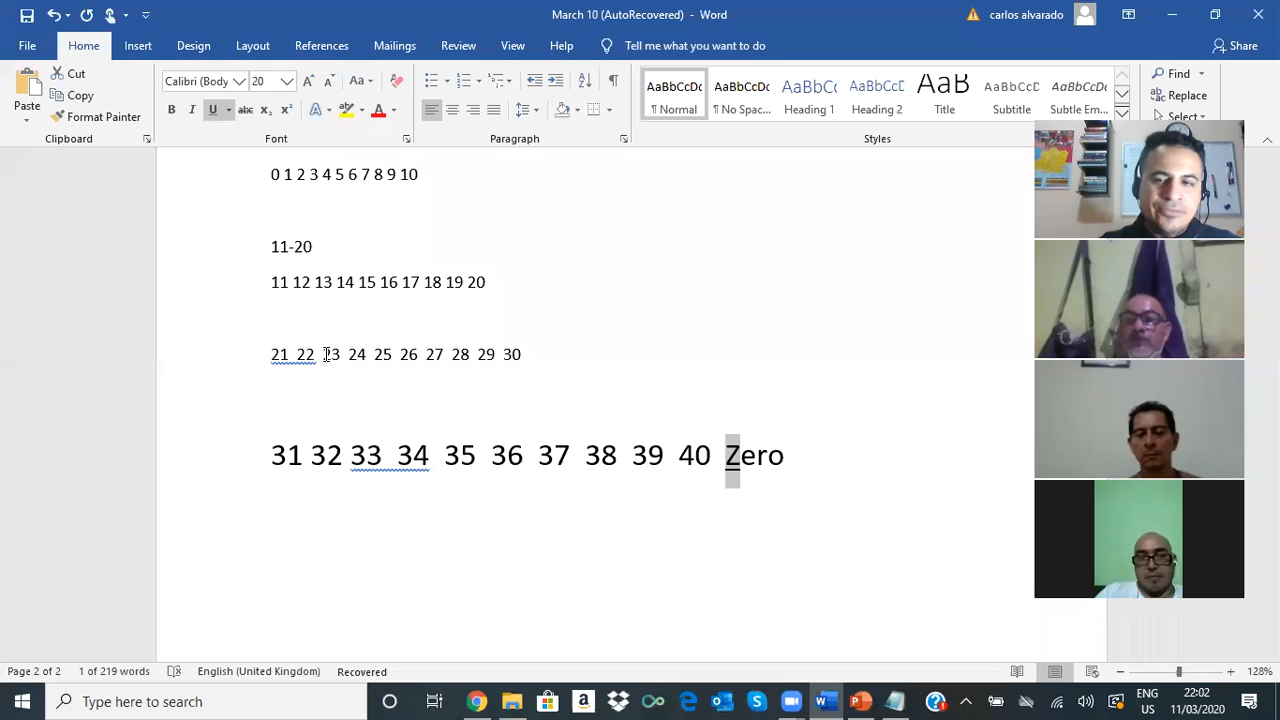 March 10 (AutoRecovered) - Word
carlos alvarado
File Home Insert Design Layout References Mailings Review View Help Tell me what you want to do Share
Cut
Copy
Format Painter
Paste
Calibri (Body 20
AaBbCcDc AaBbCcDc AaBbCc AaBbCcC AaB AaBbCcC AaBbCcDc
¶ Normal ¶ No Spac... Heading 1 Heading 2 Title Subtitle Subtle Em...
Find
Replace
Select
Clipboard Font Paragraph Styles
0 1 2 3 4 5 6 7 8 9 10
11-20
11 12 13 14 15 16 17 18 19 20
21 22 23 24 25 26 27 28 29 30
31 32 33 34 35 36 37 38 39 40 Zero
Page 2 of 2 1 of 219 words English (United Kingdom) Recovered 128%
Type here to search
ENG
US
22:02
11/03/2020